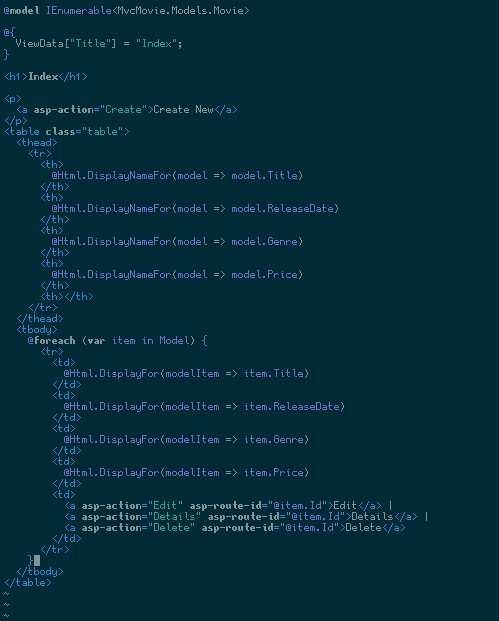 @model IEnumerable<MvcMovie.Models.Movie>

@{
  ViewData["Title"] = "Index";
}

<h1>Index</h1>

<p>
  <a asp-action="Create">Create New</a>
</p>
<table class="table">
  <thead>
    <tr>
      <th>
        @Html.DisplayNameFor(model => model.Title)
      </th>
      <th>
        @Html.DisplayNameFor(model => model.ReleaseDate)
      </th>
      <th>
        @Html.DisplayNameFor(model => model.Genre)
      </th>
      <th>
        @Html.DisplayNameFor(model => model.Price)
      </th>
      <th></th>
    </tr>
  </thead>
  <tbody>
    @foreach (var item in Model) {
      <tr>
        <td>
          @Html.DisplayFor(modelItem => item.Title)
        </td>
        <td>
          @Html.DisplayFor(modelItem => item.ReleaseDate)
        </td>
        <td>
          @Html.DisplayFor(modelItem => item.Genre)
        </td>
        <td>
          @Html.DisplayFor(modelItem => item.Price)
        </td>
        <td>
          <a asp-action="Edit" asp-route-id="@item.Id">Edit</a> |
          <a asp-action="Details" asp-route-id="@item.Id">Details</a> |
          <a asp-action="Delete" asp-route-id="@item.Id">Delete</a>
        </td>
      </tr>
    }
  </tbody>
</table>
~
~
~